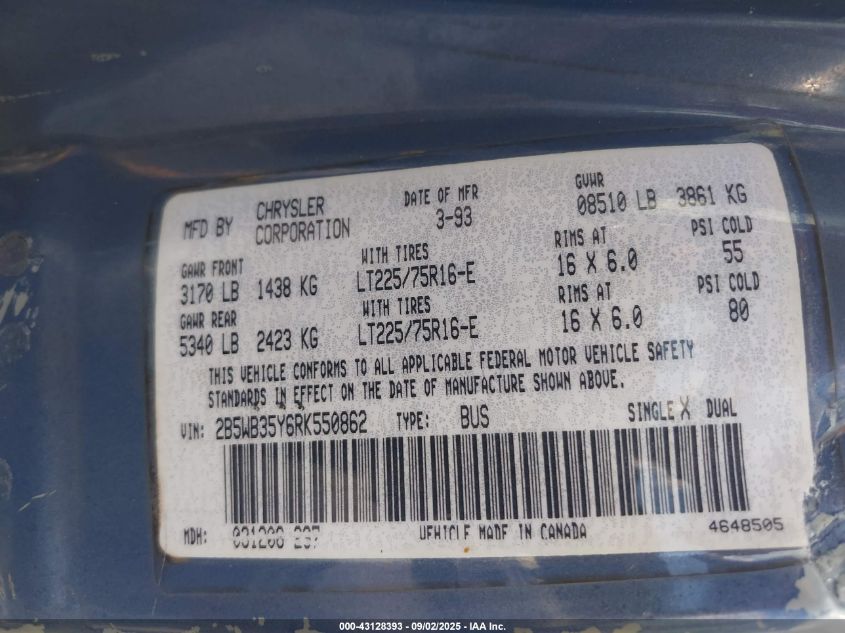 MFD BY CHRYSLER CORPORATION DATE OF MFR 3-93 GVWR 08510 LB 3861 KG
GAWR FRONT WITH TIRES RIMS AT PSI COLD
3170 LB 1438 KG LT225/75R16-E 16 X 6.0 55
GAWR REAR WITH TIRES RIMS AT PSI COLD
5340 LB 2423 KG LT225/75R16-E 16 X 6.0 80
THIS VEHICLE CONFORMS TO ALL APPLICABLE FEDERAL MOTOR VEHICLE SAFETY
STANDARDS IN EFFECT ON THE DATE OF MANUFACTURE SHOWN ABOVE.
VIN: 2B5WB35Y6RK550862 TYPE: BUS SINGLE X DUAL
MDH: VEHICLE MADE IN CANADA 4648505
000-43128393 - 09/02/2025 - IAA Inc.